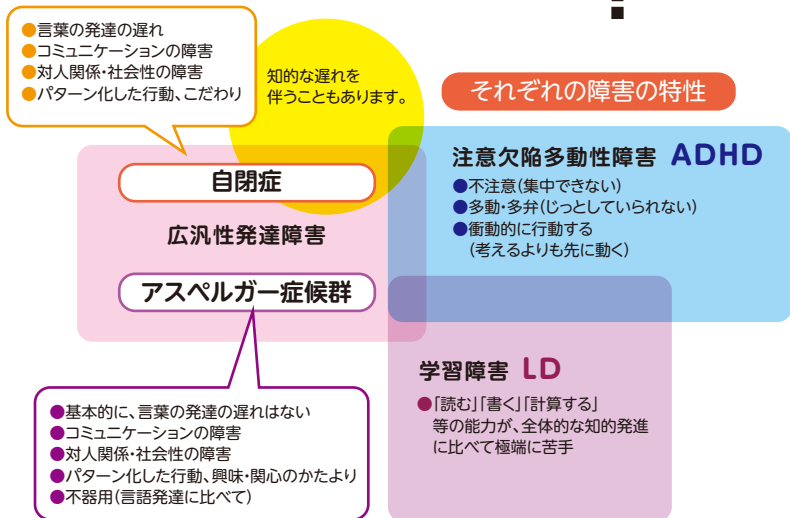 ●言葉の発達の遅れ
●コミュニケーションの障害
●対人関係・社会性の障害
●パターン化した行動、こだわり
知的な遅れを
伴うこともあります。
それぞれの障害の特性
自閉症
広汎性発達障害
アスペルガー症候群
注意欠陥多動性障害 ADHD
●不注意(集中できない)
●多動・多弁(じっとしていられない)
●衝動的に行動する
(考えるよりも先に動く)
学習障害 LD
●「読む」「書く」「計算する」
等の能力が、全体的な知的発進
に比べて極端に苦手
●基本的に、言葉の発達の遅れはない
●コミュニケーションの障害
●対人関係・社会性の障害
●パターン化した行動、興味・関心のかたより
●不器用(言語発達に比べて)